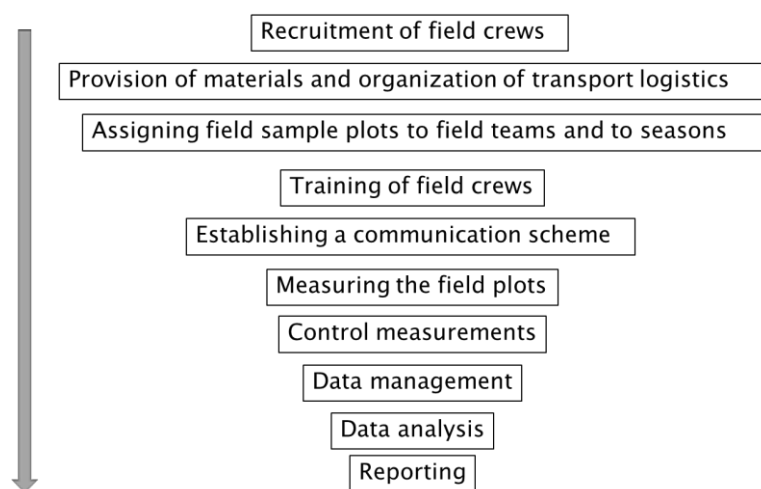 Recruitment of field crews
Provision of materials and organization of transport logistics
Assigning field sample plots to field teams and to seasons
Training of field crews
Establishing a communication scheme
Measuring the field plots
Control measurements
Data management
Data analysis
Reporting